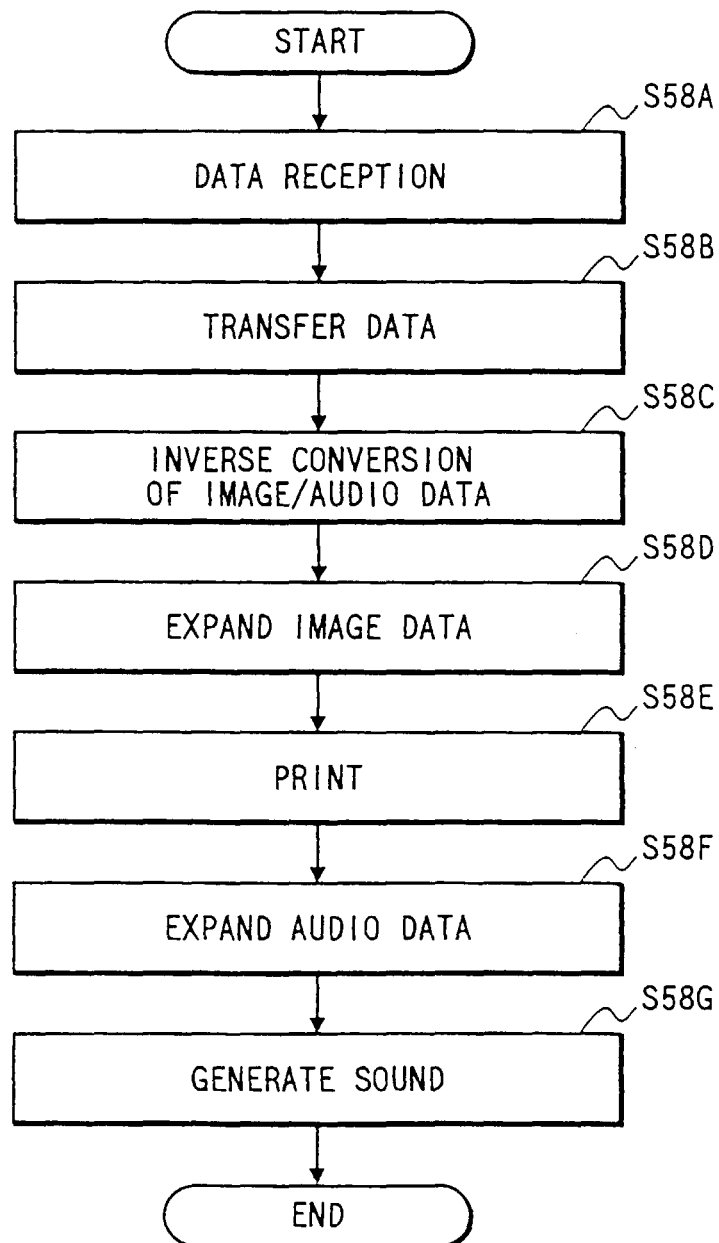 START
S58A
DATA RECEPTION
S58B
TRANSFER DATA
S58C
INVERSE CONVERSION
OF IMAGE/AUDIO DATA
S58D
EXPAND IMAGE DATA
S58E
PRINT
S58F
EXPAND AUDIO DATA
S58G
GENERATE SOUND
END